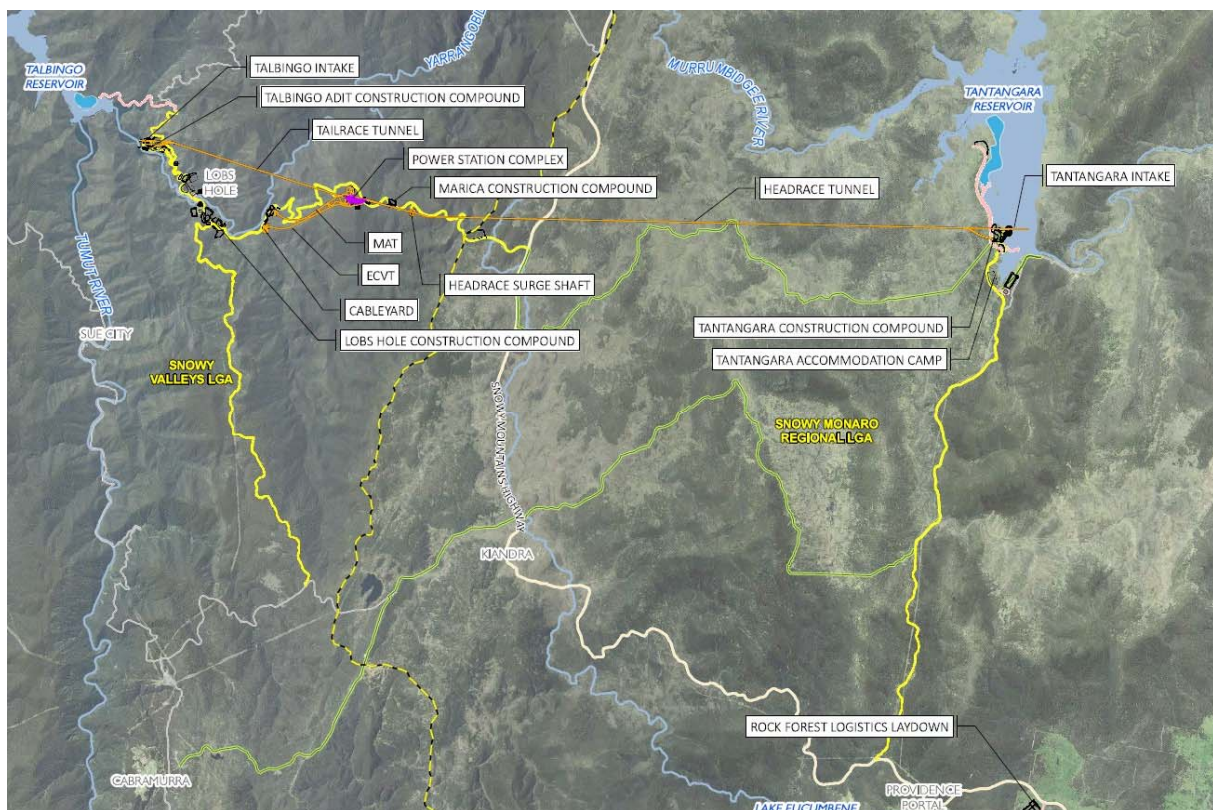 TALBINGO
RESERVOIR
TALBINGO INTAKE
TALBINGO ADIT CONSTRUCTION COMPOUND
YARRANGOBIL
MURRUMBIDGEE RIVER
TANTANGARA
RESERVOIR
TAILRACE TUNNEL
POWER STATION COMPLEX
LOBS
HOLE
MARICA CONSTRUCTION COMPOUND
HEADRACE TUNNEL
TANTANGARA INTAKE
MAT
ECVT
HEADRACE SURGE SHAFT
CABLEYARD
LOBS HOLE CONSTRUCTION COMPOUND
TUMUT RIVER
SUE CITY
TANTANGARA CONSTRUCTION COMPOUND
TANTANGARA ACCOMMODATION CAMP
SNOWY
VALLEYS LGA
SNOWY MOUNTAINS HIGHWAY
SNOWY MONARO
REGIONAL LGA
KIANDRA
ROCK FOREST LOGISTICS LAYDOWN
CABRAMURRA
PROVIDENCE
PORTAL
LAKE EUCUMBENE